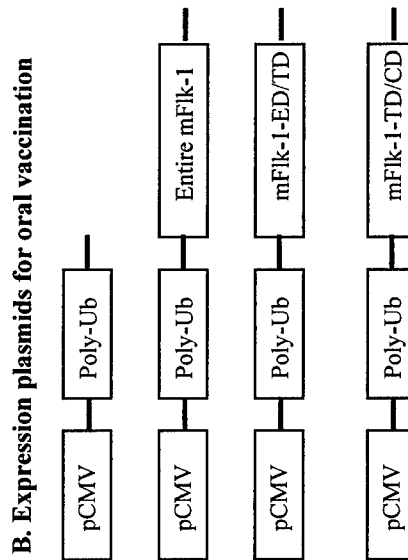 B. Expression plasmids for oral vaccination
pCMV Poly-Ub
pCMV Poly-Ub Entire mFlk-1
pCMV Poly-Ub mFlk-1-ED/TD
pCMV Poly-Ub mFlk-1-TD/CD